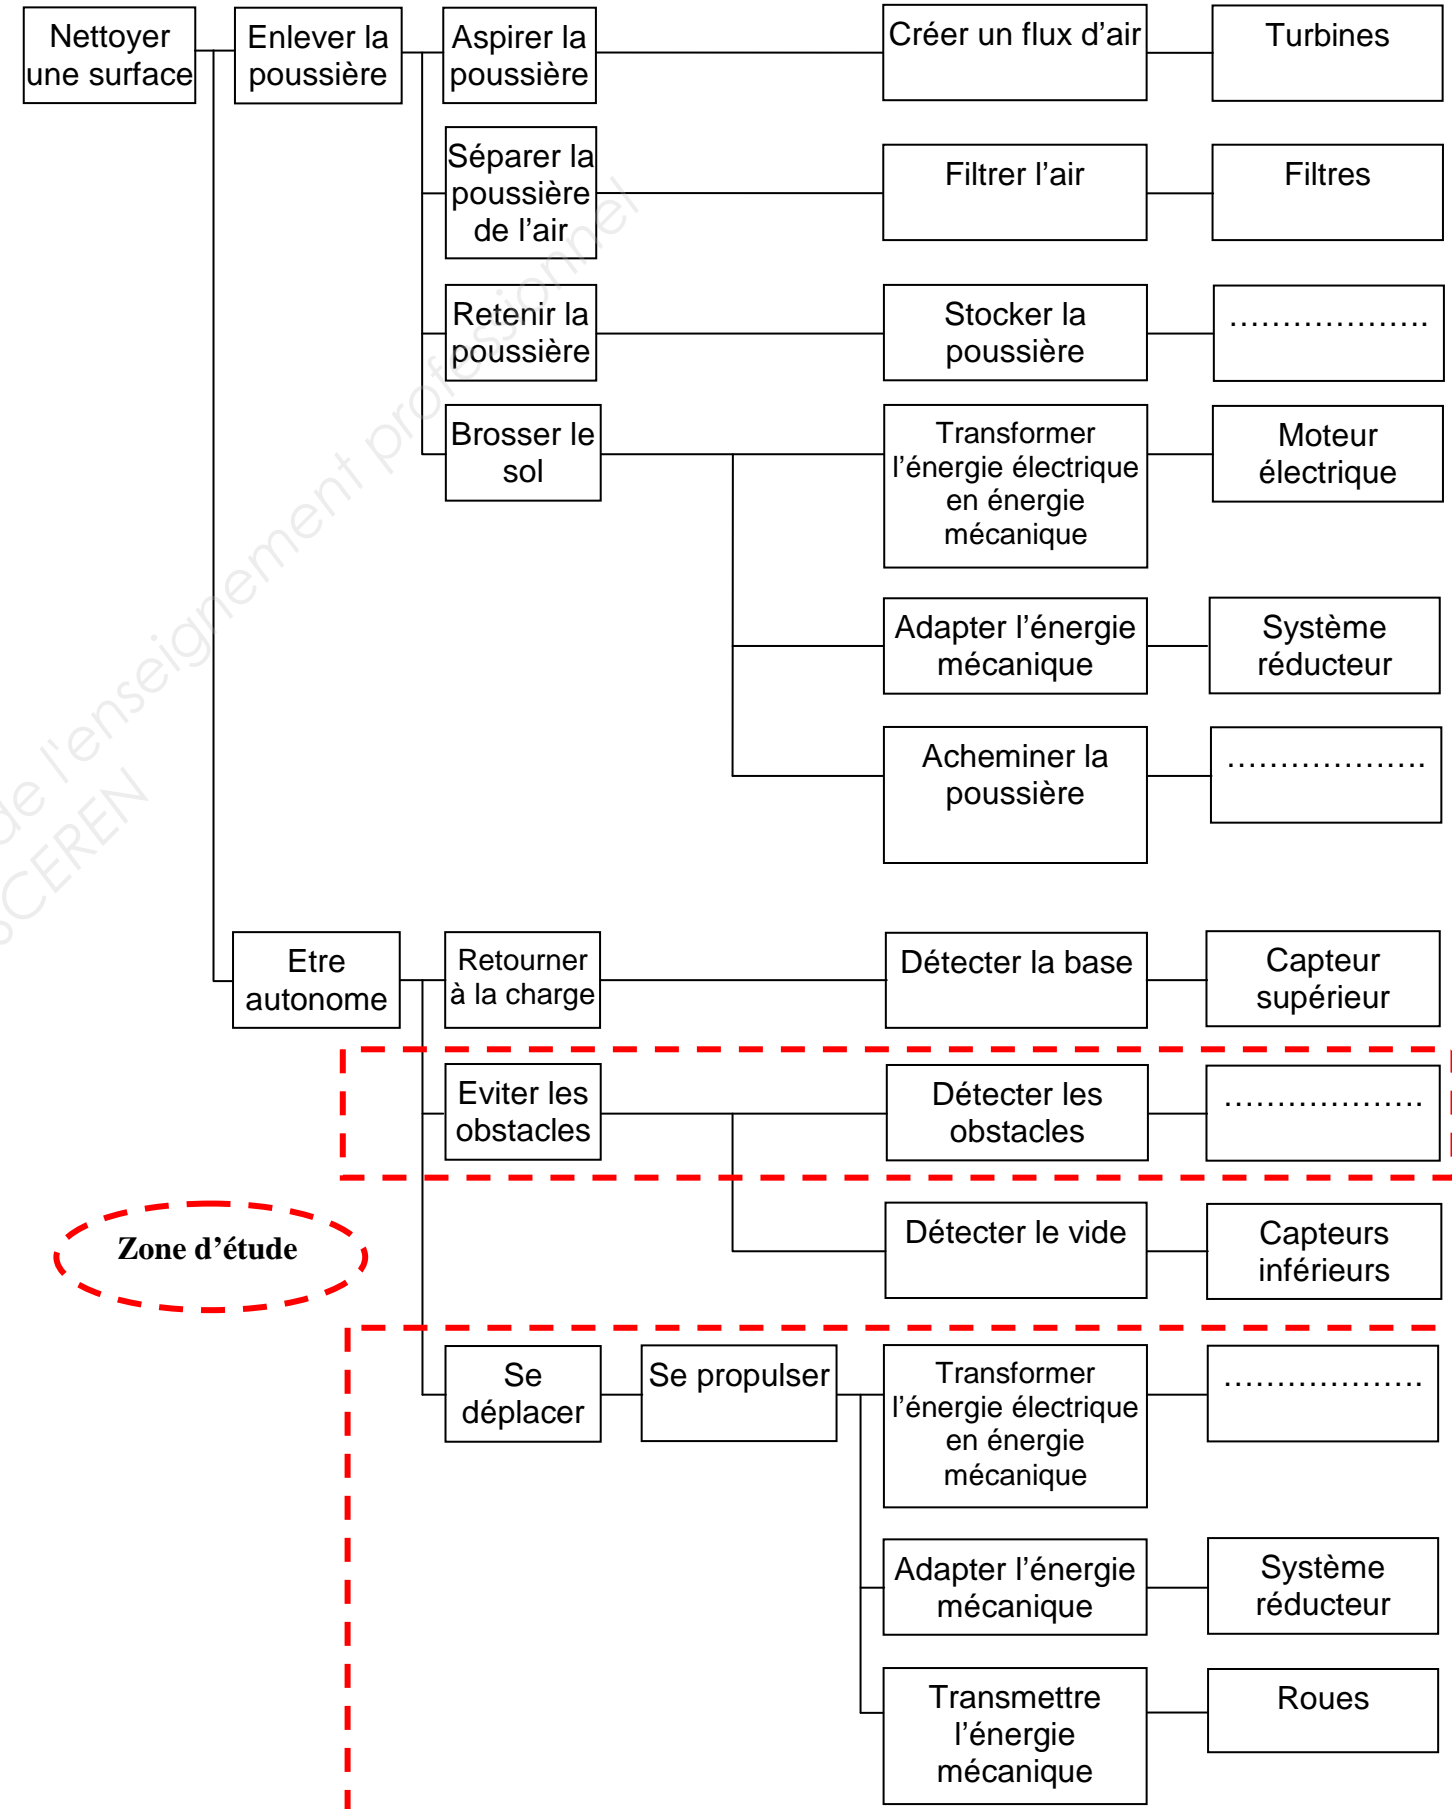 Nettoyer
une surface
Enlever la
poussière
Aspirer la
poussière
Créer un flux d’air
Turbines
Séparer la
poussière
de l’air
Filtrer l’air
Filtres
Retenir la
poussière
Stocker la
poussière
...................
Brosser le
sol
Transformer
l’énergie électrique
en énergie
mécanique
Moteur
électrique
Adapter l’énergie
mécanique
Système
réducteur
Acheminer la
poussière
...................
Etre
autonome
Retourner
à la charge
Détecter la base
Capteur
supérieur
Eviter les
obstacles
Détecter les
obstacles
...................
Détecter le vide
Capteurs
inférieurs
Zone d’étude
Se
déplacer
Se propulser
Transformer
l’énergie électrique
en énergie
mécanique
...................
Adapter l’énergie
mécanique
Système
réducteur
Transmettre
l’énergie
mécanique
Roues
de l'enseignement professionnel
SCEREN